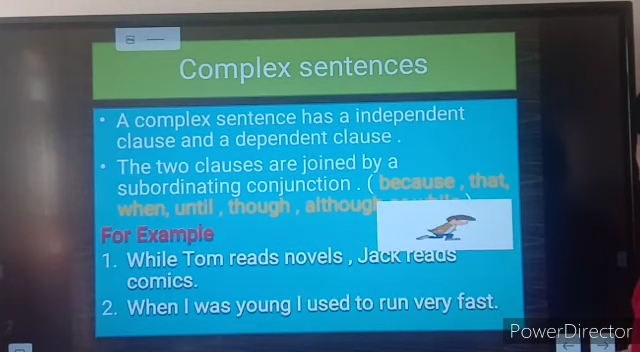 Complex sentences
• A complex sentence has a independent
clause and a dependent clause .
• The two clauses are joined by a
subordinating conjunction . ( because , that,
when, until , though , although
For Example
1. While Tom reads novels , Jack reads
comics.
2. When I was young I used to run very fast.
PowerDirector